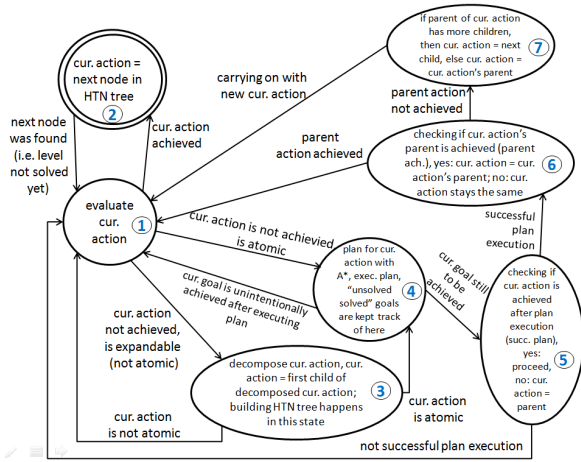 if parent of cur. action
has more children,
then cur. action = next
child, else cur. action =
cur. action's parent
7
cur. action =
next node in
HTN tree
2
carrying on with
new cur. action
parent action
not achieved
next node
was found
(i.e. level
not solved
yet)
cur. action
achieved
parent
action achieved
checking if cur. action's
parent is achieved (parent
ach.), yes: cur. action = cur.
action's parent; no: cur.
action stays the same
6
evaluate
cur.
action
1
cur. action is not achievied
is atomic
successful
plan
execution
plan for cur.
action with
A*, exec. plan,
"unsolved
solved" goals
are kept track
of here
4
cur. goal is unintentionally
achieved after executing
plan
cur. goal still
to be
achieved
checking if
cur. action is
achieved
after plan
execution
(succ. plan),
yes:
proceed,
no: cur.
action =
parent
5
cur. action
not achieved,
is expandable
(not atomic)
decompose cur. action, cur.
action = first child of
decomposed cur. action;
building HTN tree happens
in this state
3
cur. action
is atomic
cur. action
is not atomic
not successful plan execution